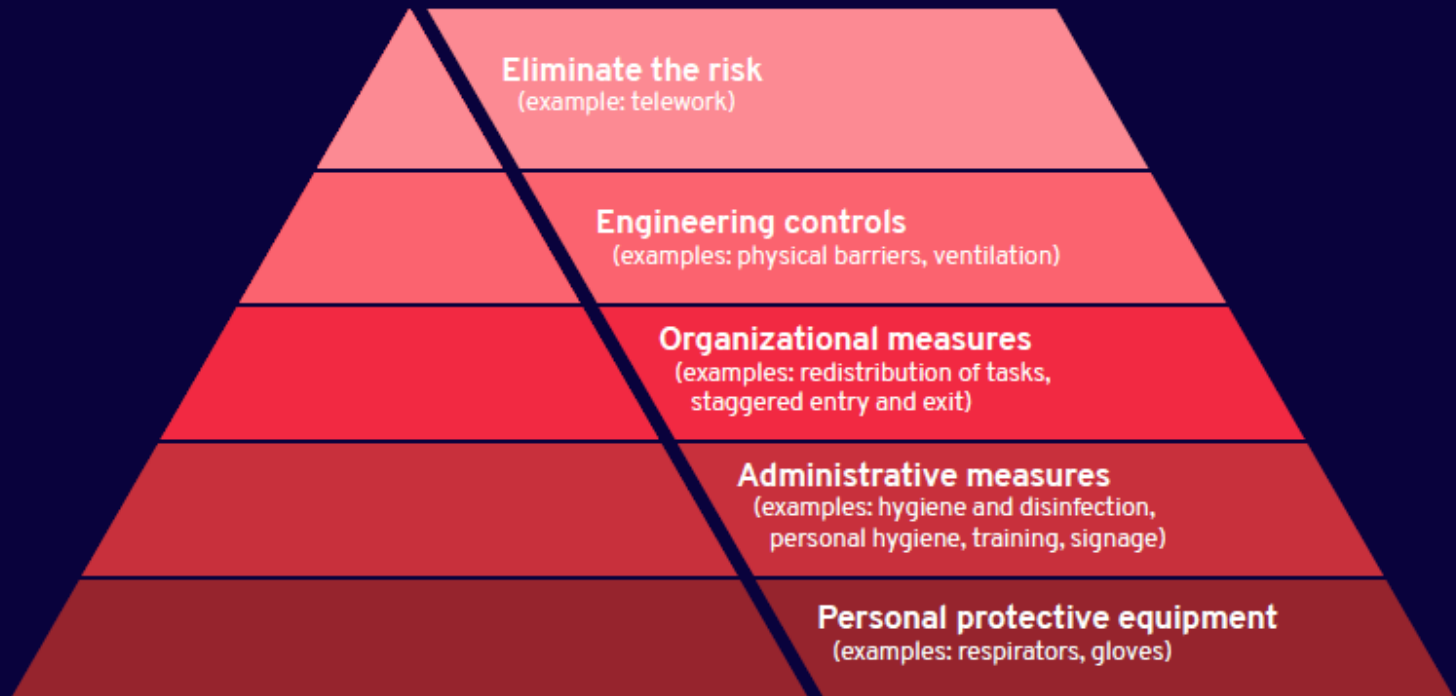 Eliminate the risk
(example: telework)
Engineering controls
(examples: physical barriers, ventilation)
Organizational measures
(examples: redistribution of tasks,
staggered entry and exit)
Administrative measures
(examples: hygiene and disinfection,
personal hygiene, training, signage)
Personal protective equipment
(examples: respirators, gloves)